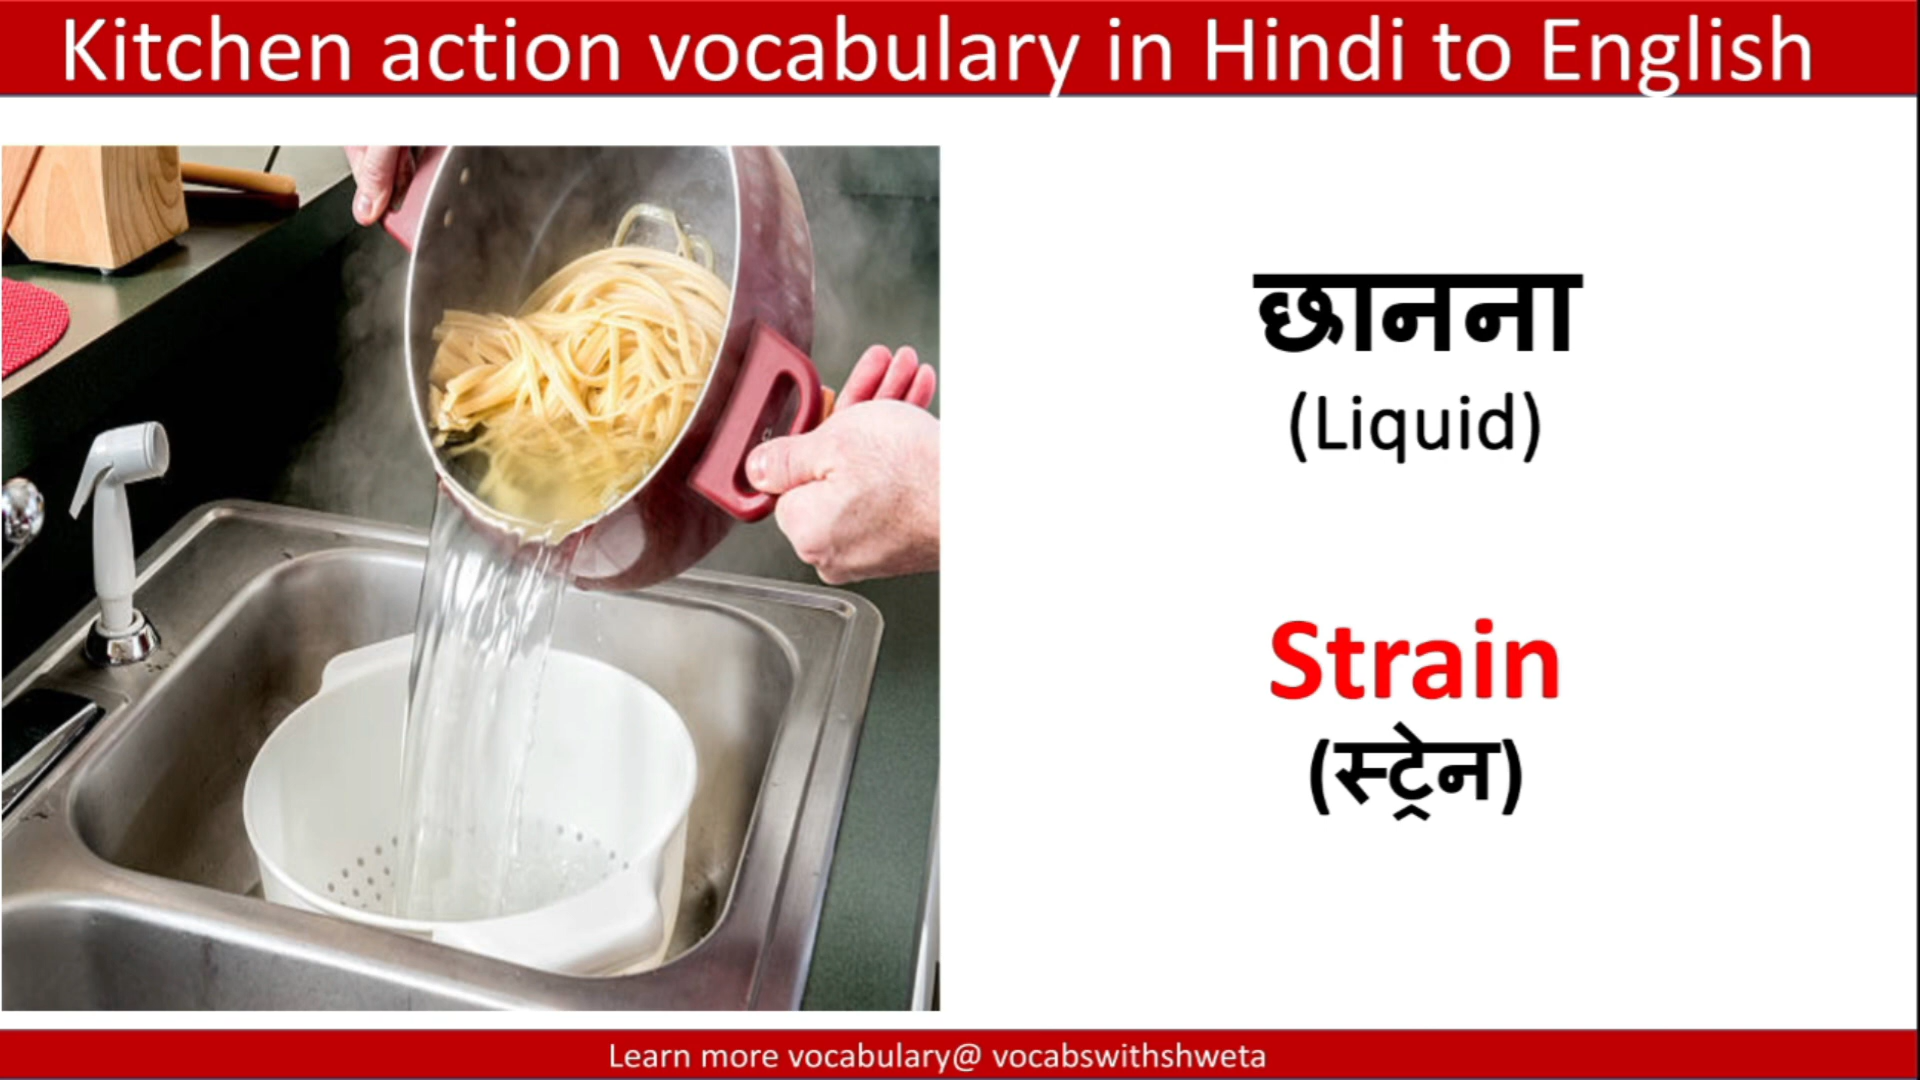 Kitchen action vocabulary in Hindi to English
छानना
(Liquid)
Strain
(स्ट्रेन)
Learn more vocabulary@ vocabswithshweta